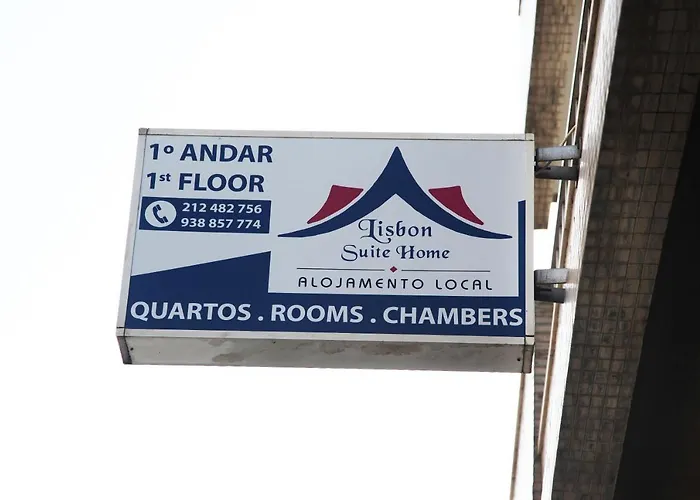 1º ANDAR
1st FLOOR
212 482 756
938 857 774
Lisbon
Suite Home
ALOJAMENTO LOCAL
QUARTOS . ROOMS . CHAMBERS